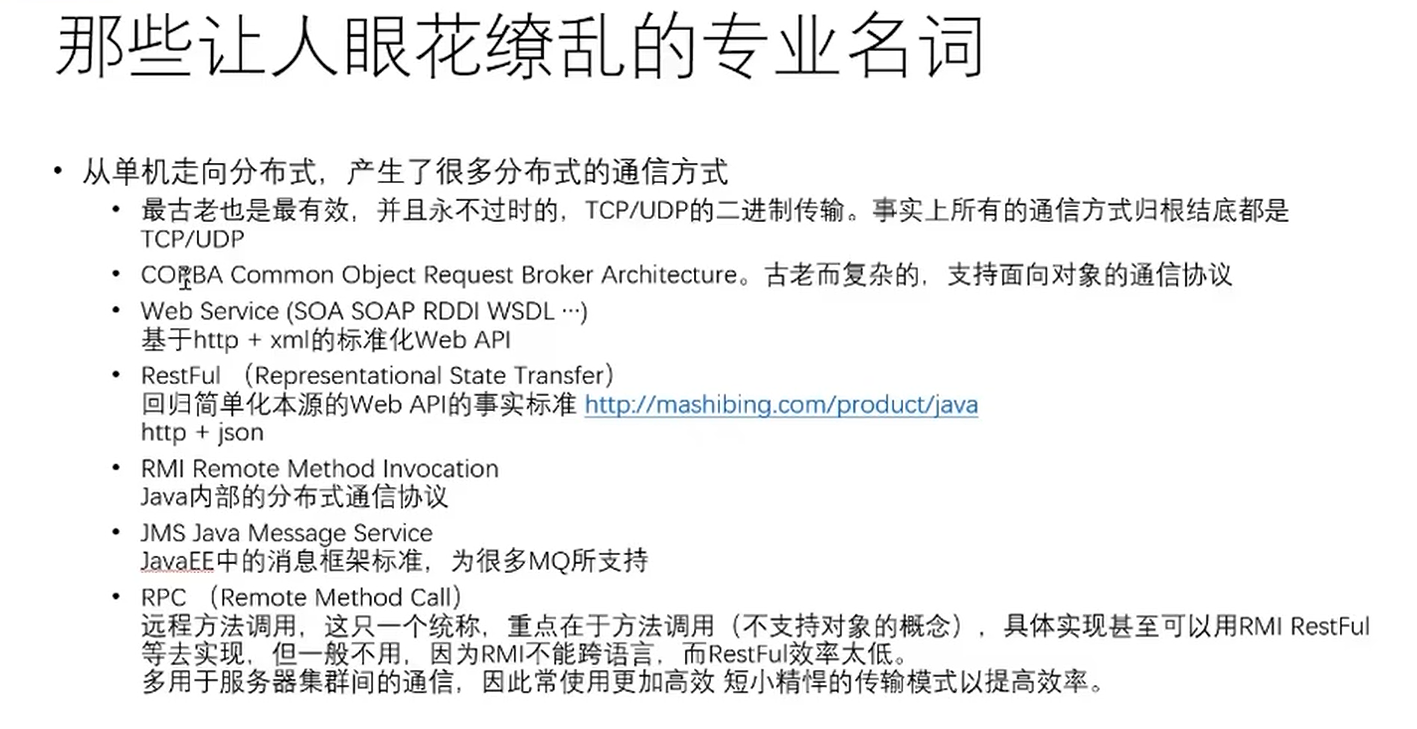 那些让人眼花缭乱的专业名词
• 从单机走向分布式，产生了很多分布式的通信方式
• 最古老也是最有效，并且永不过时的，TCP/UDP的二进制传输。事实上所有的通信方式归根结底都是
TCP/UDP
• CORBA Common Object Request Broker Architecture。古老而复杂的，支持面向对象的通信协议
• Web Service (SOA SOAP RDDI WSDL ⋯)
基于http + xml的标准化Web API
• RestFul （Representational State Transfer）
回归简单化本源的Web API的事实标准 http://mashibing.com/product/java
http + json
• RMI Remote Method Invocation
Java内部的分布式通信协议
• JMS Java Message Service
JavaEE中的消息框架标准，为很多MQ所支持
• RPC （Remote Method Call）
远程方法调用，这只一个统称，重点在于方法调用（不支持对象的概念），具体实现甚至可以用RMI RestFul
等去实现，但一般不用，因为RMI不能跨语言，而RestFul效率太低。
多用于服务器集群间的通信，因此常使用更加高效 短小精悍的传输模式以提高效率。